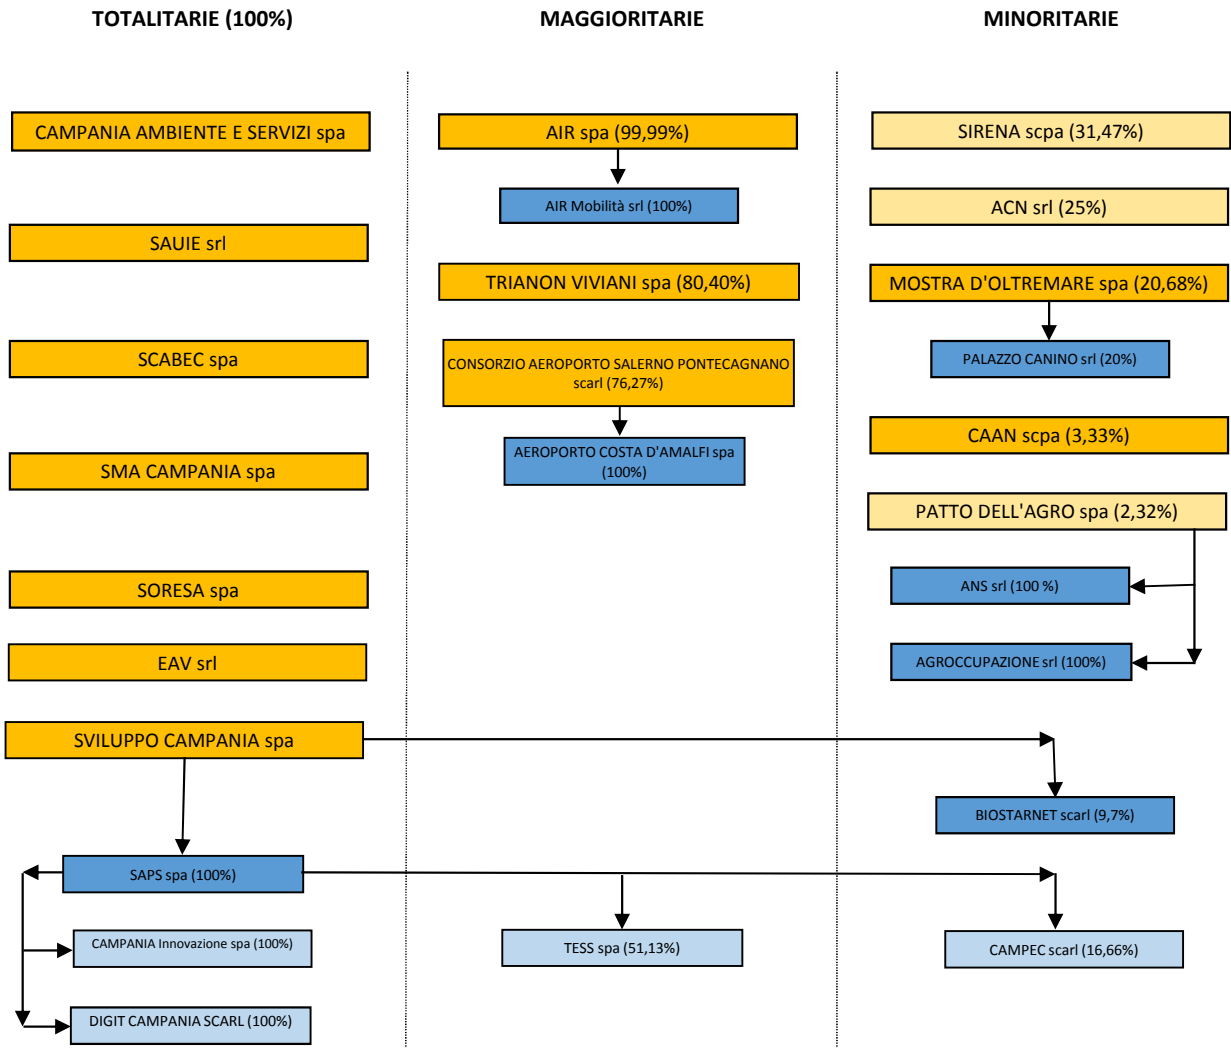 TOTALITARIE (100%)
MAGGIORITARIE
MINORITARIE
CAMPANIA AMBIENTE E SERVIZI spa
SAUIE srl
SCABEC spa
SMA CAMPANIA spa
SORESA spa
EAV srl
SVILUPPO CAMPANIA spa
SAPS spa (100%)
CAMPANIA Innovazione spa (100%)
DIGIT CAMPANIA SCARL (100%)
AIR spa (99,99%)
AIR Mobilità srl (100%)
TRIANON VIVIANI spa (80,40%)
CONSORZIO AEROPORTO SALERNO PONTECAGNANO
scarl (76,27%)
AEROPORTO COSTA D'AMALFI spa
(100%)
TESS spa (51,13%)
SIRENA scpa (31,47%)
ACN srl (25%)
MOSTRA D'OLTREMARE spa (20,68%)
PALAZZO CANINO srl (20%)
CAAN scpa (3,33%)
PATTO DELL'AGRO spa (2,32%)
ANS srl (100 %)
AGROCCUPAZIONE srl (100%)
BIOSTARNET scarl (9,7%)
CAMPEC scarl (16,66%)